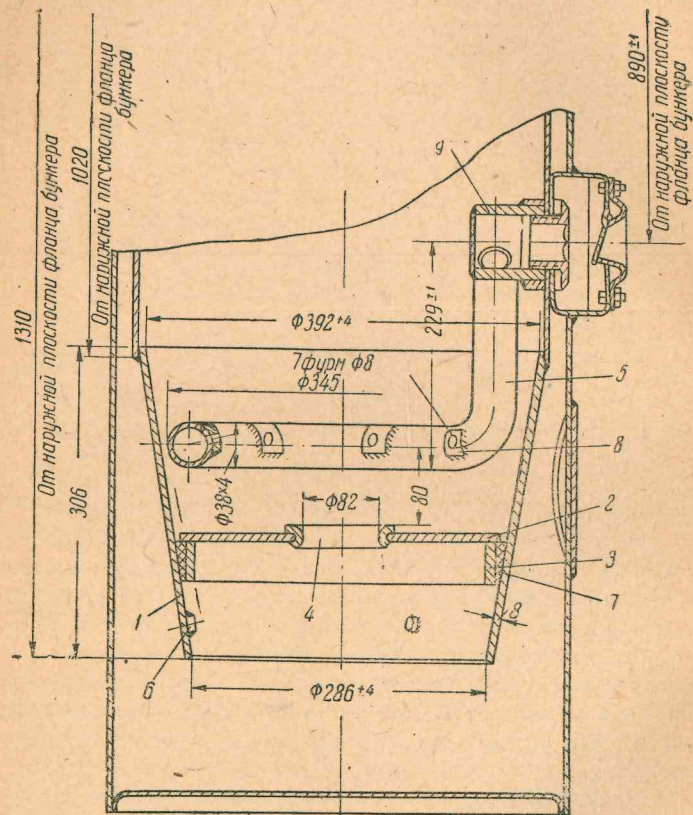 1310
От наружной плоскости фланца бункера
306
1020
От наружной плоскости фланца
бункера
890±1
От наружной плоскости
фланца бункера
9
Ф392+4
229±1
7 фурм Ф8
Ф345
5
8
Ф38×4
80
Ф82
2
3
7
4
1
8
6
Ф286+4